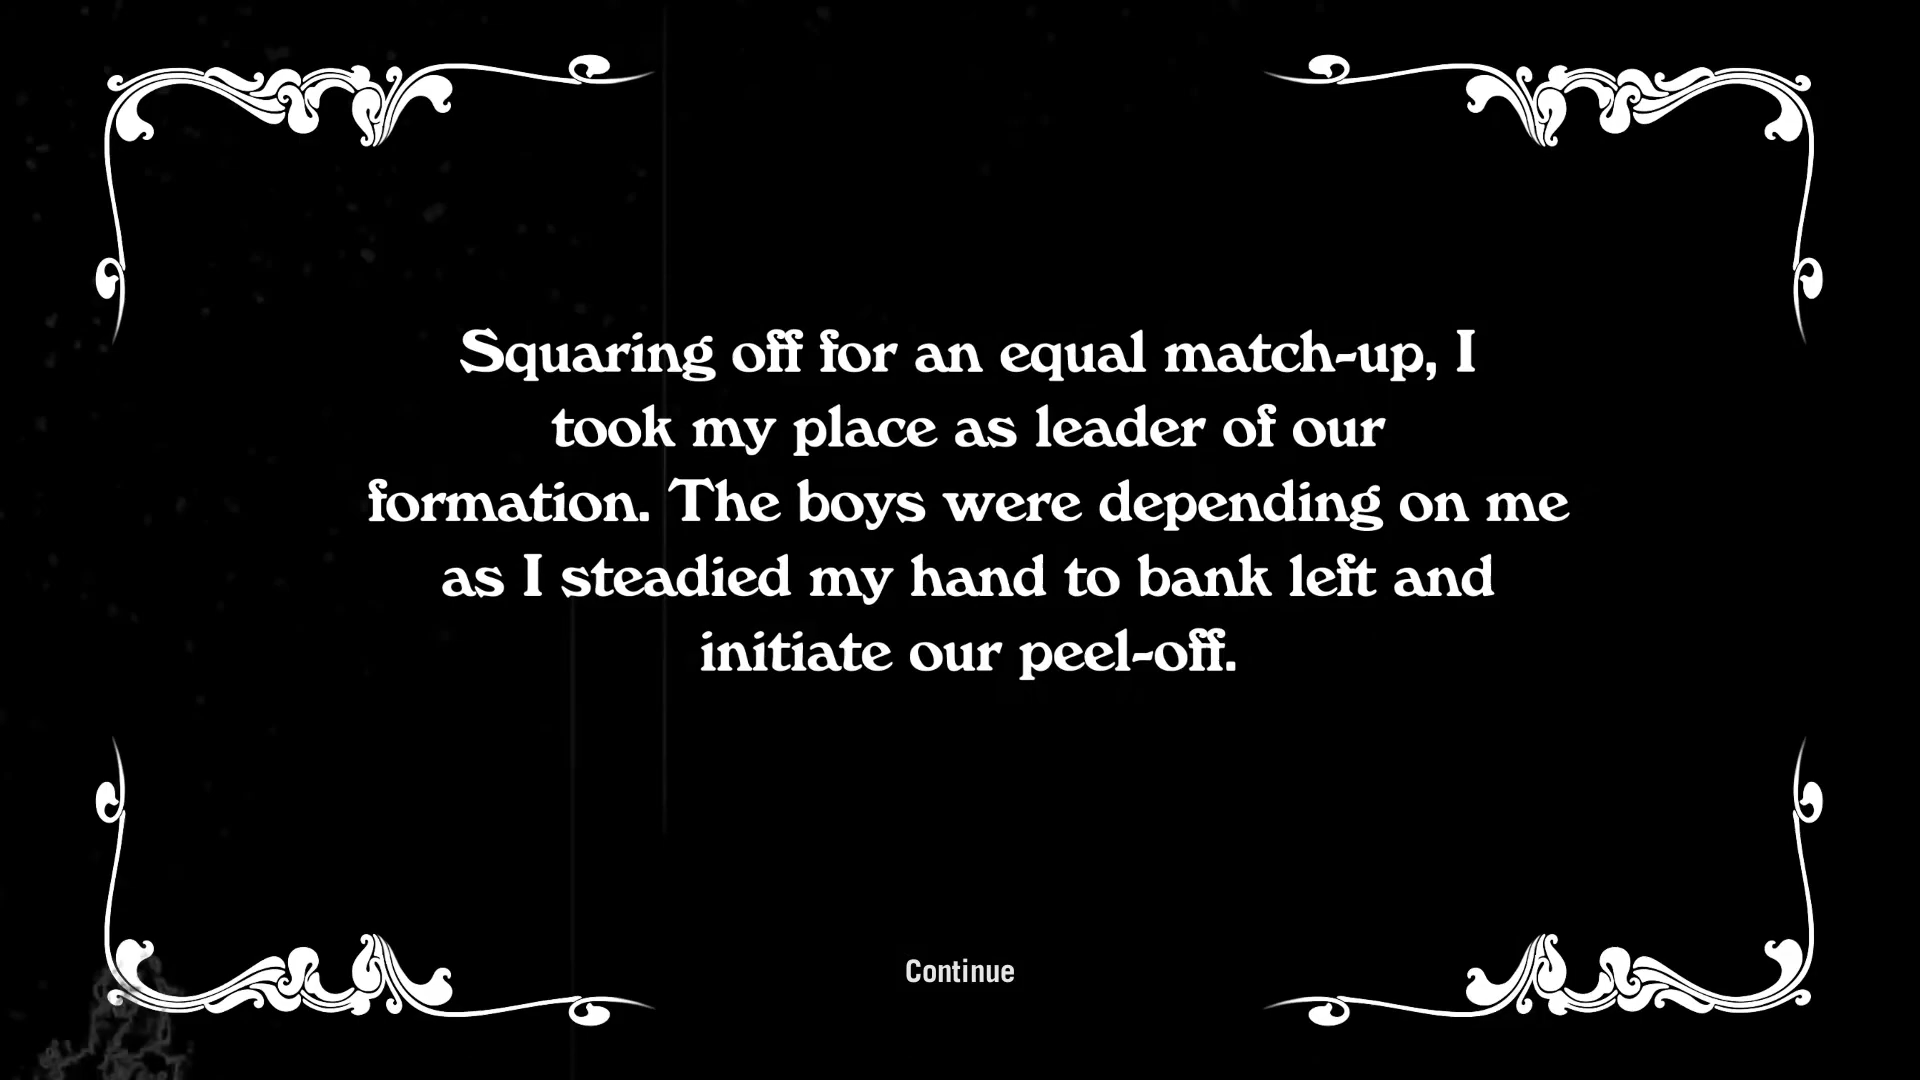 Squaring off for an equal match-up, I
took my place as leader of our
formation. The boys were depending on me
as I steadied my hand to bank left and
initiate our peel-off.
Continue